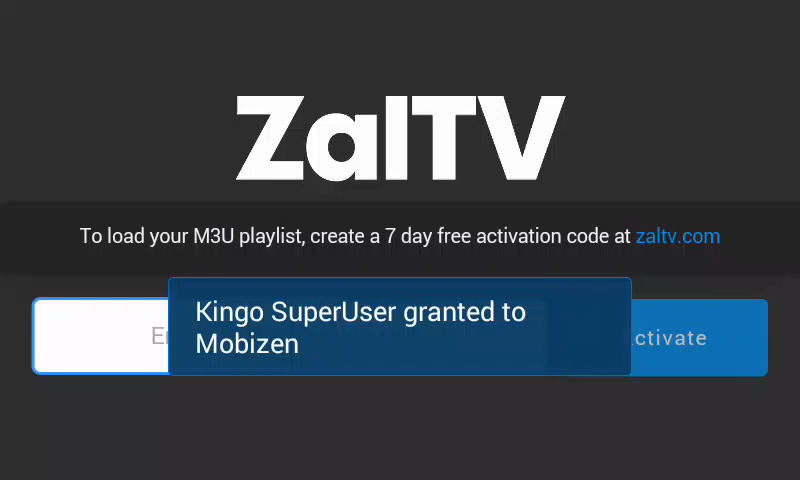 ZalTV
To load your M3U playlist, create a 7 day free activation code at zaltv.com
Kingo SuperUser granted to
Mobizen